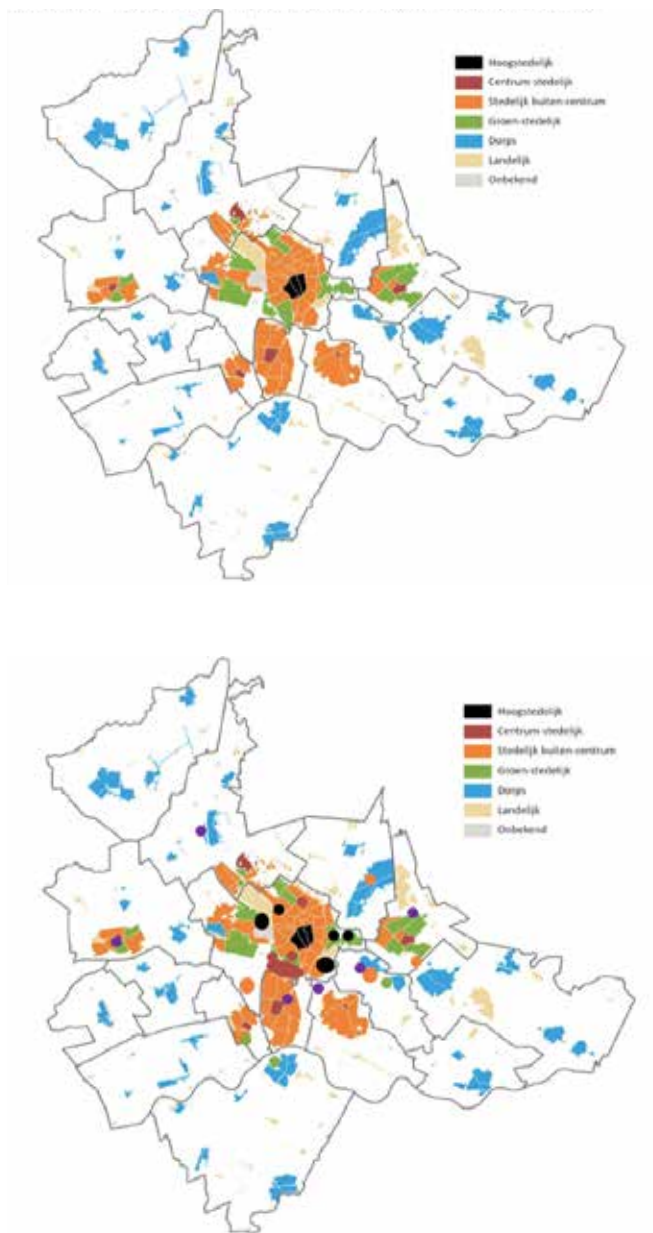 Hoogstedelijk
Centrum stedelijk
Stedelijk buiten-centrum
Groen-stedelijk
Dorps
Landelijk
Onbekend
Hoogstedelijk
Centrum-stedelijk
Stedelijk buiten-centrum
Groen-stedelijk
Dorps
Landelijk
Onbekend